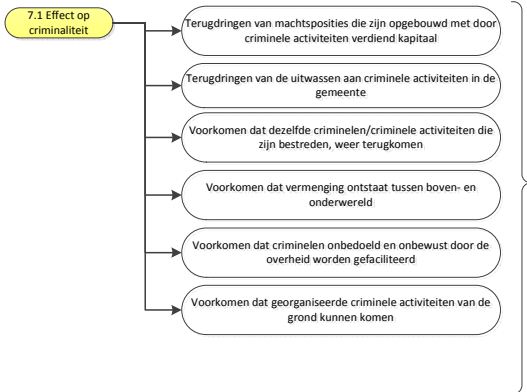 7.1 Effect op
criminaliteit
Terugdringen van machtsposities die zijn opgebouwd met door
criminele activiteiten verdiend kapitaal
Terugdringen van de uitwassen aan criminele activiteiten in de
gemeente
Voorkomen dat dezelfde criminelen/criminele activiteiten die
zijn bestreden, weer terugkomen
Voorkomen dat vermenging ontstaat tussen boven- en
onderwereld
Voorkomen dat criminelen onbedoeld en onbewust door de
overheid worden gefaciliteerd
Voorkomen dat georganiseerde criminele activiteiten van de
grond kunnen komen